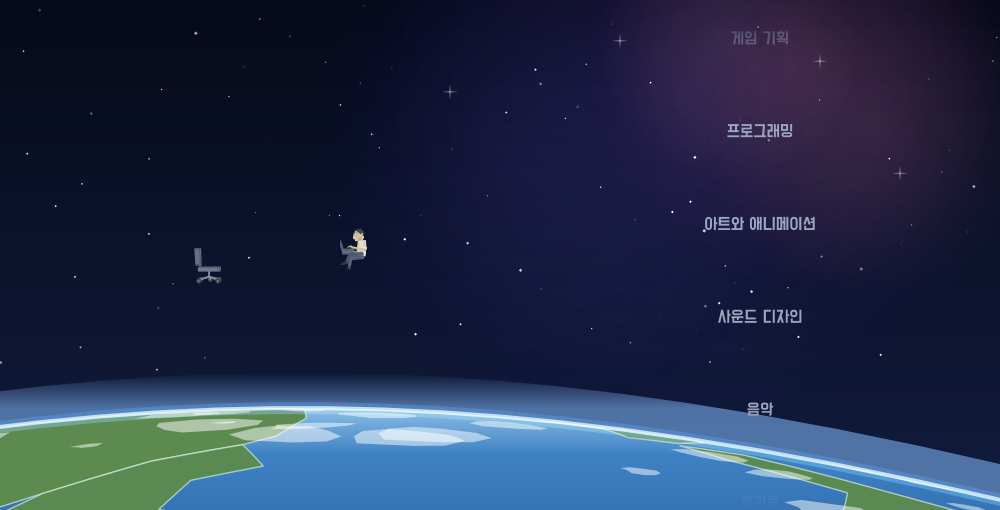 게임 기획
프로그래밍
아트와 애니메이션
사운드 디자인
음악